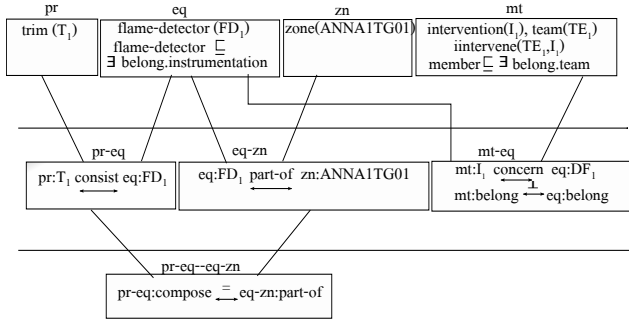 pr
eq
zn
mt
trim (T₁)
flame-detector (FD₁)
flame-detector ⊑
∃ belong.instrumentation
zone(ANNA1TG01)
intervention(I₁), team(TE₁)
iintervene(TE₁,I₁)
member ⊑ ∃ belong.team
pr-eq
eq-zn
mt-eq
pr:T₁ consist eq:FD₁
↔
eq:FD₁ part-of zn:ANNA1TG01
↔
mt:I₁ concern eq:DF₁
↔
⊥
mt:belong ↔ eq:belong
pr-eq--eq-zn
=
pr-eq:compose ↔ eq-zn:part-of